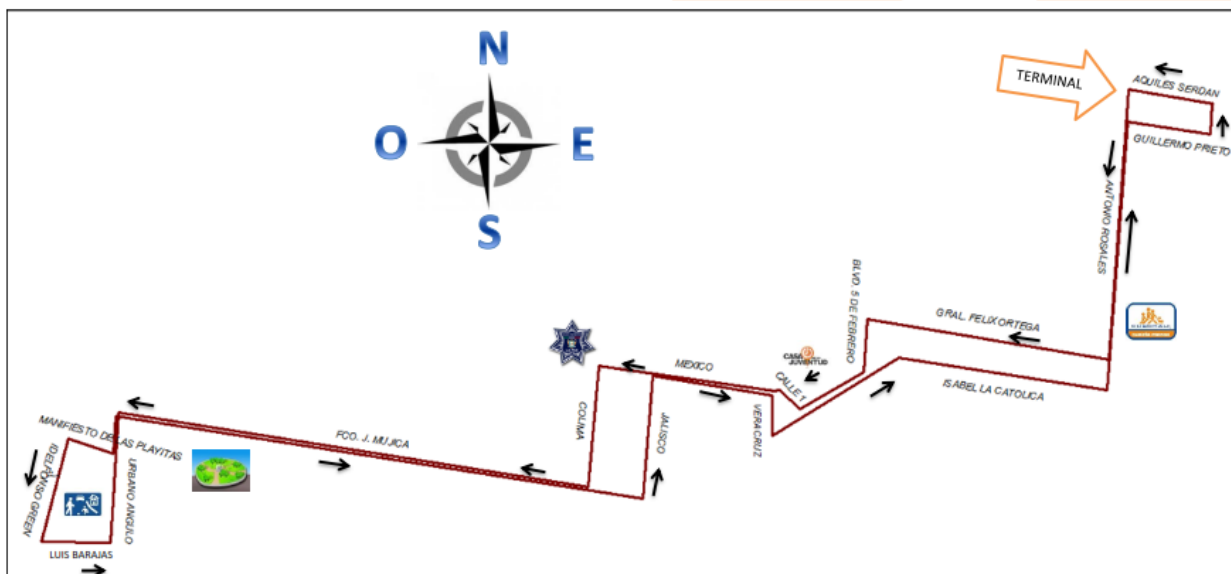 N
O
E
S
TERMINAL
AQUILES SERDAN
GUILLERMO PRIETO
ANTONIO ROSALES
BLVD. 5 DE FEBRERO
GRAL. FELIX ORTEGA
ISABEL LA CATOLICA
CASA
JUVENTUD
CALLE 1
MEXICO
VERACRUZ
COLIMA
JALISCO
FCO. J. MUJICA
MANIFIESTO DE LAS PLAYITAS
IDELFONSO GREEN
URBANO ANGULO
LUIS BARAJAS